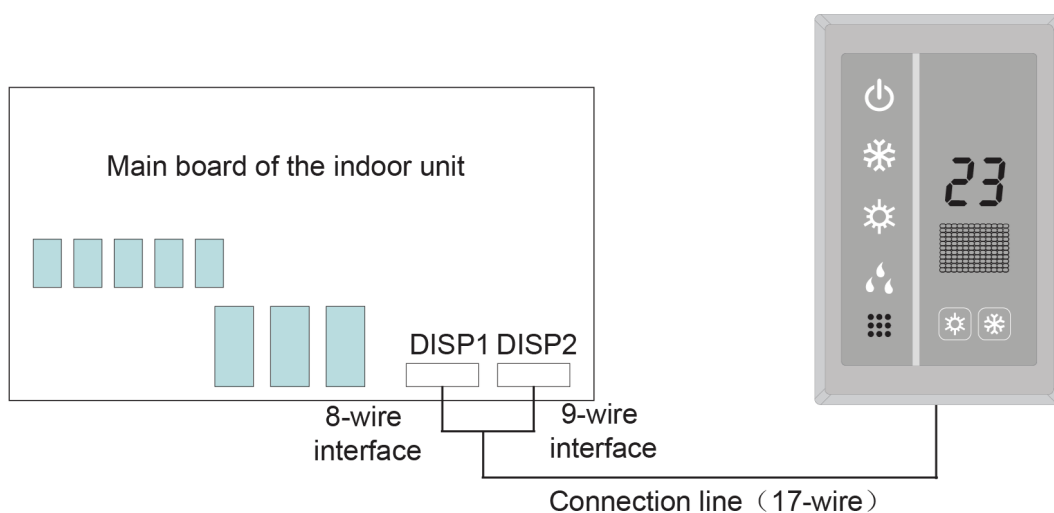 Main board of the indoor unit
23
DISP1 DISP2
8-wire
interface
9-wire
interface
Connection line（17-wire）